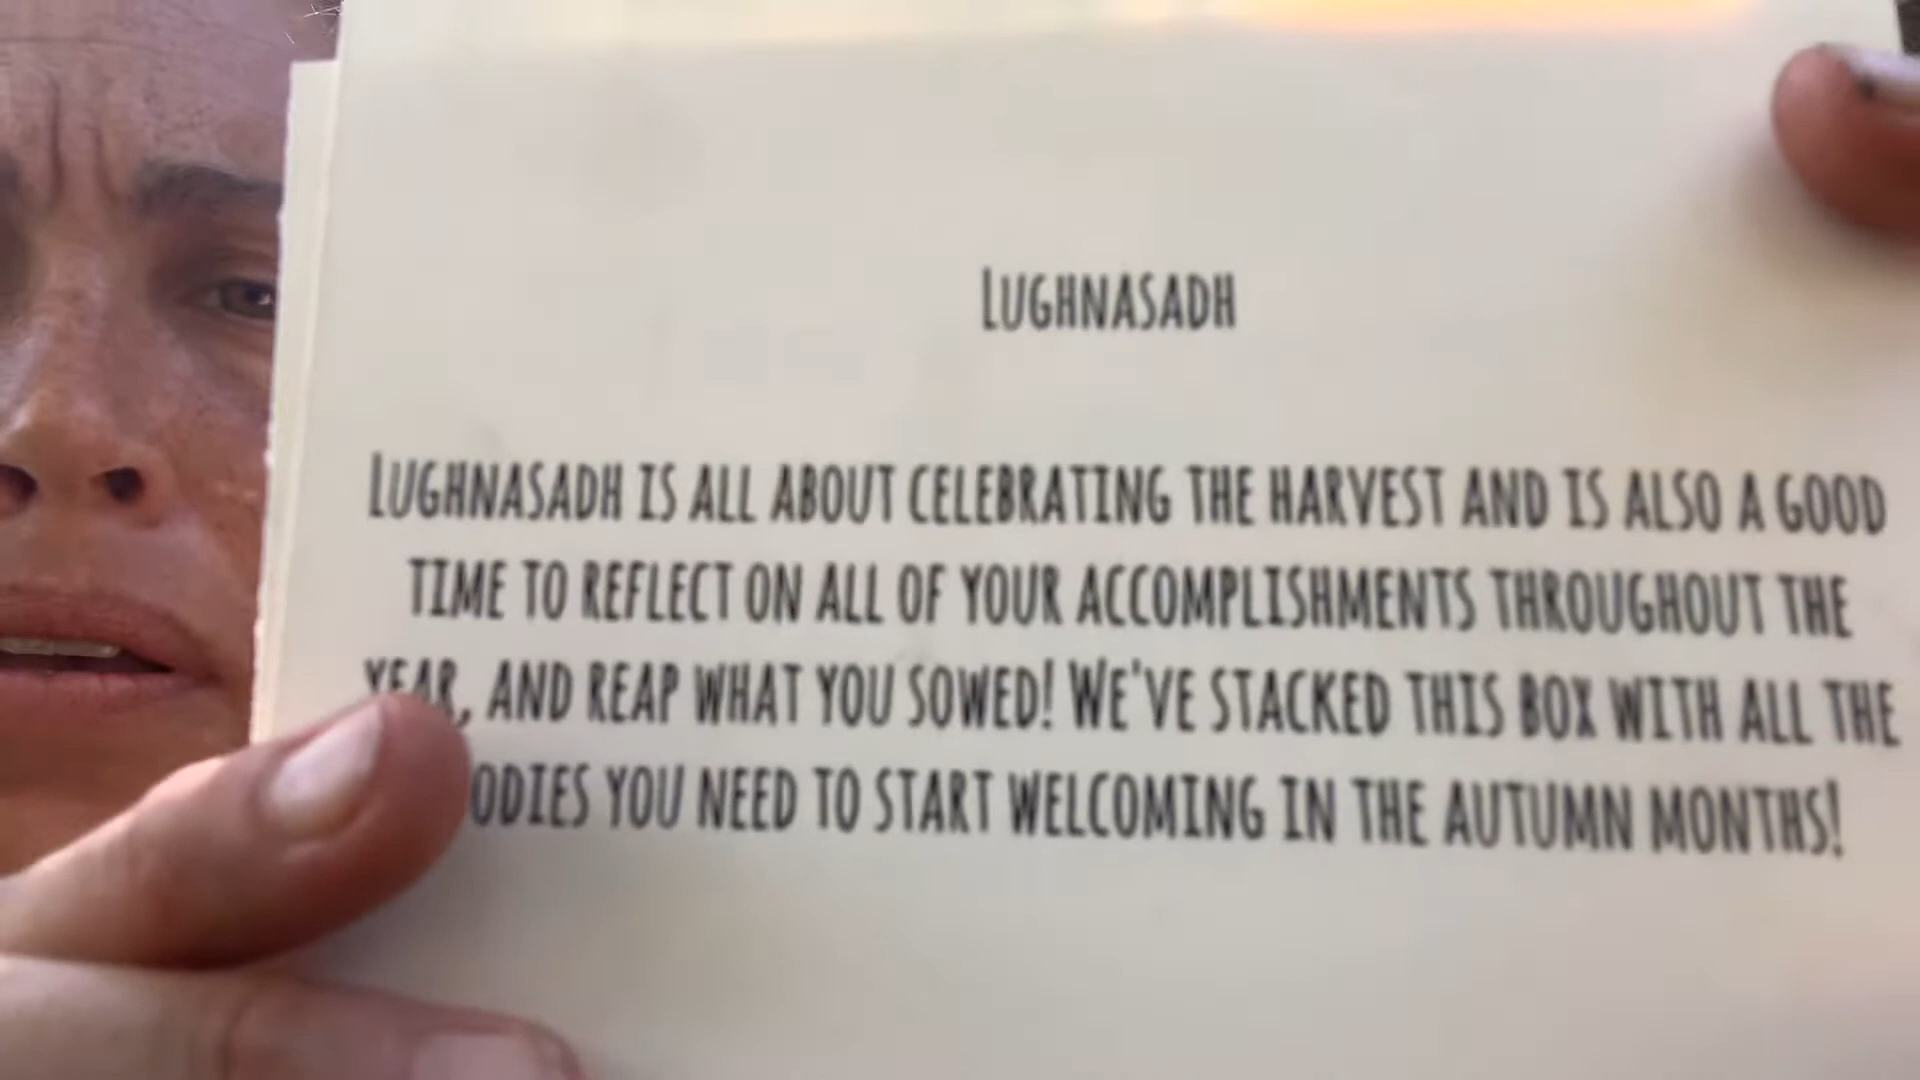 LUGHNASADH
LUGHNASADH IS ALL ABOUT CELEBRATING THE HARVEST AND IS ALSO A GOOD
TIME TO REFLECT ON ALL OF YOUR ACCOMPLISHMENTS THROUGHOUT THE
YEAR, AND REAP WHAT YOU SOWED! WE'VE STACKED THIS BOX WITH ALL THE
ODIES YOU NEED TO START WELCOMING IN THE AUTUMN MONTHS!